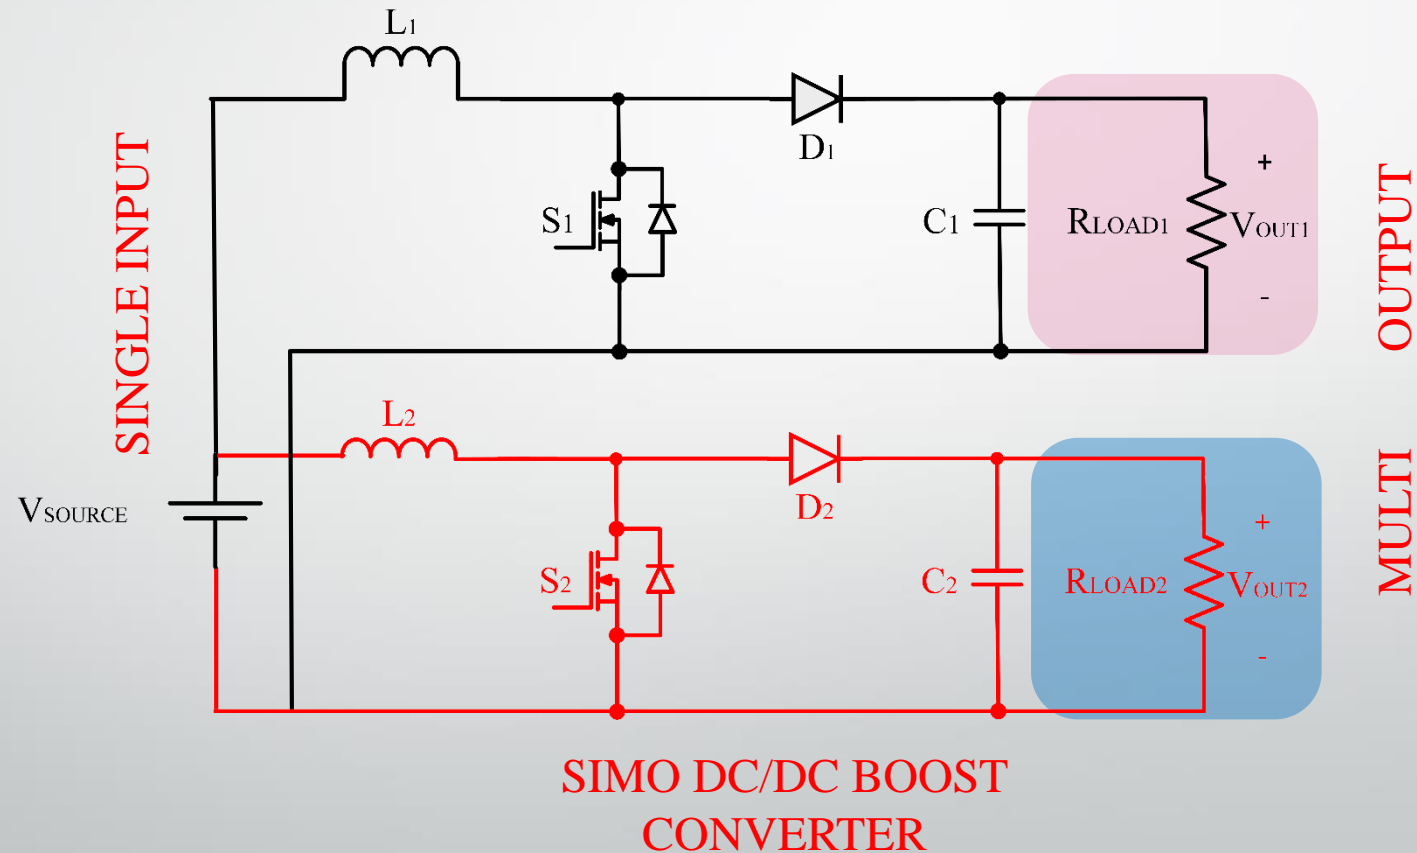 L1
D1
S1
C1
RLOAD1
+
VOUT1
-
SINGLE INPUT
MULTI OUTPUT
L2
VSOURCE
D2
S2
C2
RLOAD2
+
VOUT2
-
SIMO DC/DC BOOST
CONVERTER